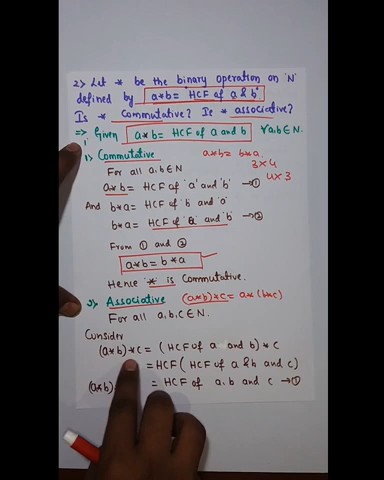 2) Let * be the binary operation on 'N'
defined by a*b = "HCF of a & b"
Is * commutative? Is * associative?
=> Given a*b = HCF of a and b ∀a,b ∈ N.
1) Commutative a*b = b*a
For all a,b ∈ N 3 × 4
a*b = HCF of 'a' and 'b' → ① 4 × 3
And b*a = HCF of 'b' and 'a'
b*a = HCF of 'a' and 'b' → ②
From ① and ②
a*b = b*a
Hence '*' is Commutative.
2) Associative (a*b)*c = a*(b*c)
For all a,b,c ∈ N.
Consider
(a*b)*c = (HCF of a and b) * c
= HCF (HCF of a & b and c)
(a*b) = HCF of a, b and c → ①